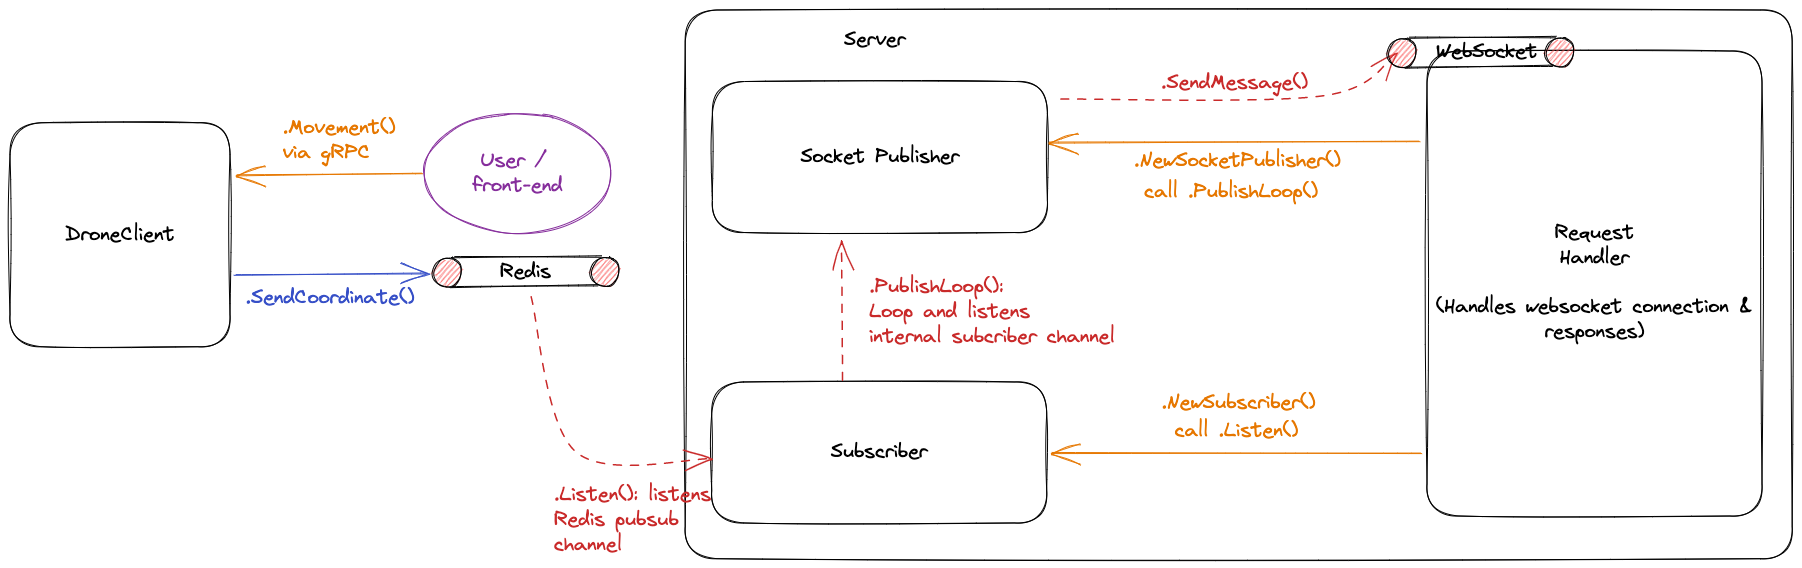 Server
WebSocket
.SendMessage()
.Movement()
via gRPC
User /
front-end
Socket Publisher
.NewSocketPublisher()
call .PublishLoop()
DroneClient
Request
Handler
(Handles websocket connection &
responses)
Redis
.SendCoordinate()
.PublishLoop():
Loop and listens
internal subcriber channel
.NewSubscriber()
call .Listen()
Subscriber
.Listen(): listens
Redis pubsub
channel